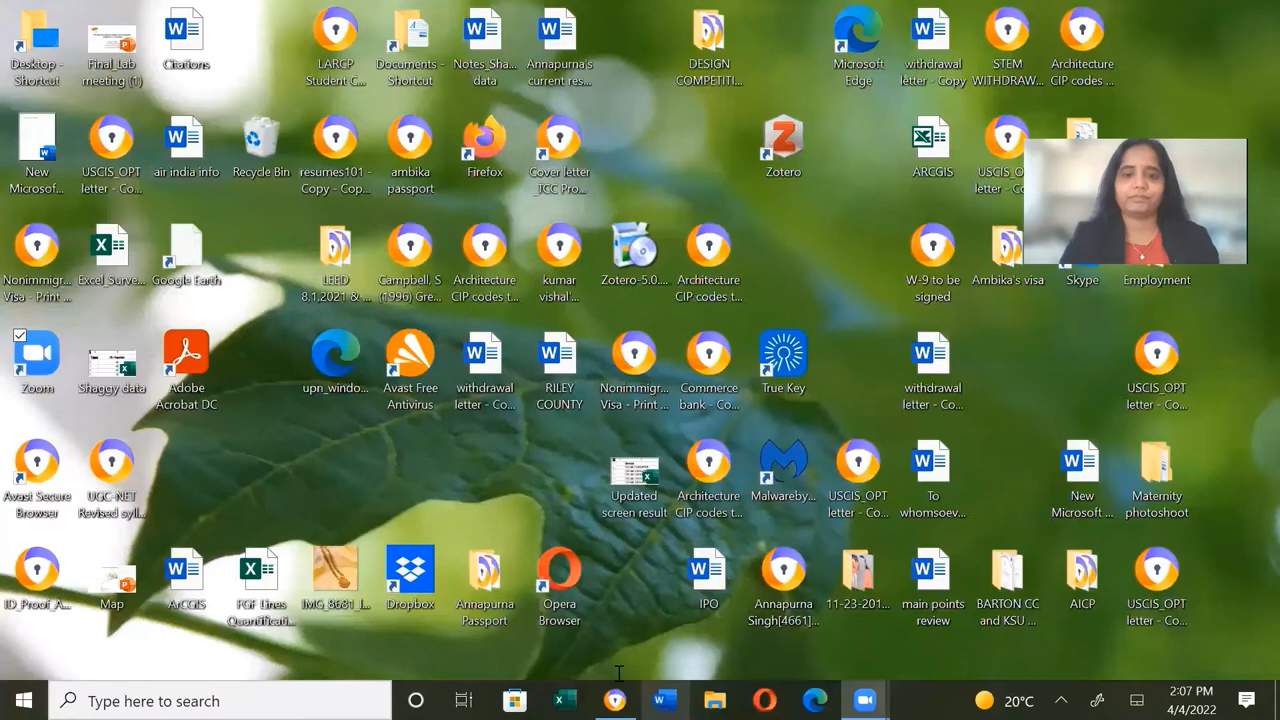 Desktop -
Shortcut
Final_Lab
meeting (1)
Citations
LARCP
Student C...
Documents -
Shortcut
Notes_Sha...
data
Annapurna's
current res...
DESIGN
COMPETITI...
Microsoft
Edge
withdrawal
letter - Copy
STEM
WITHDRAW...
Architecture
CIP codes ...
New
Microsof...
USCIS_OPT
letter - Co...
air india info
Recycle Bin
resumes101 -
Copy - Cop...
ambika
passport
Firefox
Cover letter
_TCC Pro...
Zotero
ARCGIS
USCIS_O
letter - Co
Nonimmigr...
Visa - Print ...
Excel_Surve...
Google Earth
LEED
8,1,2021 & ...
Campbell, S
(1996) Gre...
Architecture
CIP codes t...
kumar
vishal'...
Zotero-5.0....
Architecture
CIP codes t...
W-9 to be
signed
Ambika's visa
Skype
Employment
Zoom
Shaggy data
Adobe
Acrobat DC
upn_windo...
Avast Free
Antivirus
withdrawal
letter - Co...
RILEY
COUNTY
Nonimmigr...
Visa - Print ...
Commerce
bank - Co...
True Key
withdrawal
letter - Co...
USCIS_OPT
letter - Co...
Avast Secure
Browser
UGC-NET
Revised syll...
Updated
screen result
Architecture
CIP codes t...
Malwareby...
USCIS_OPT
letter - Co...
To
whomsoev...
New
Microsoft ...
Maternity
photoshoot
ID_Proof_A...
Map
ArcGIS
FGF Lines
Quantificati...
IMG_8681_I...
Dropbox
Annapurna
Passport
Opera
Browser
IPO
Annapurna
Singh[4661]...
11-23-201...
main points
review
BARTON CC
and KSU ...
AICP
USCIS_OPT
letter - Co...
Type here to search
20°C
2:07 PM
4/4/2022